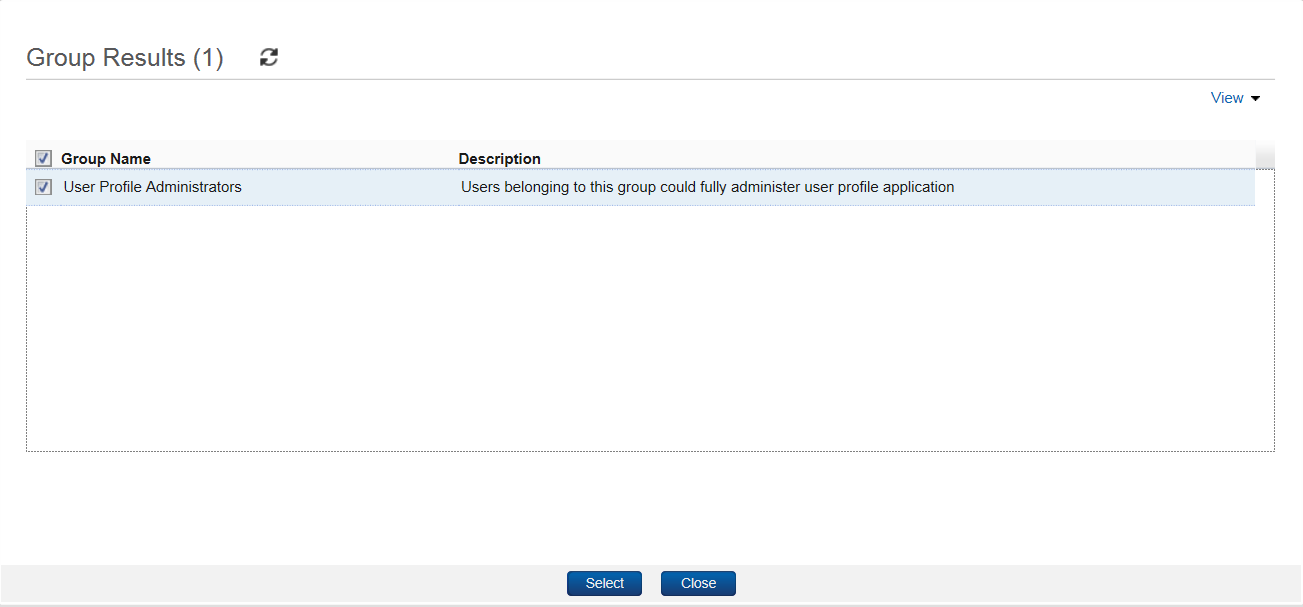 Group Results (1)
View
Group Name Description
User Profile Administrators Users belonging to this group could fully administer user profile application
Select Close